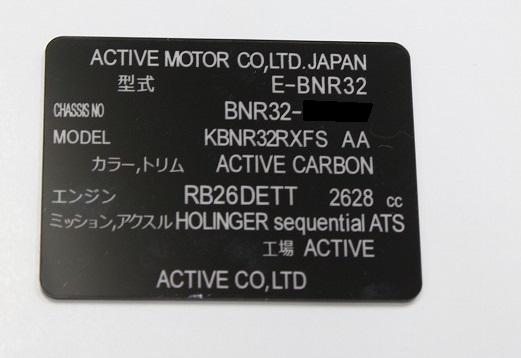 ACTIVE MOTOR CO,LTD.JAPAN
型式 E-BNR32
CHASSIS NO BNR32-
MODEL KBNR32RXFS AA
カラー,トリム ACTIVE CARBON
エンジン RB26DETT 2628 cc
ミッション,アクスル HOLINGER sequential ATS
工場 ACTIVE
ACTIVE CO,LTD